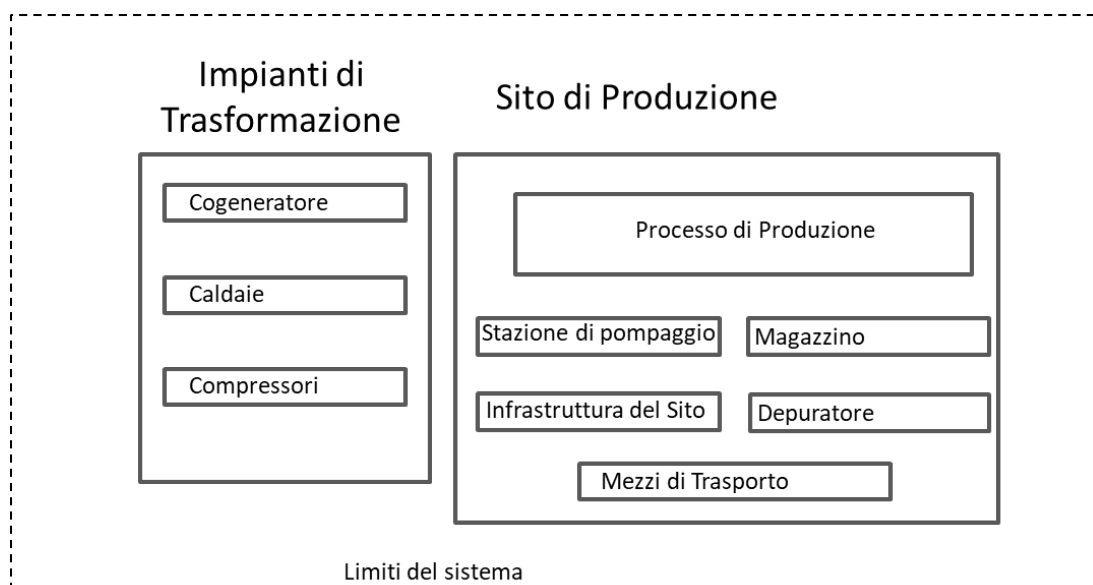 Impianti di
Trasformazione
Sito di Produzione
Cogeneratore
Caldaie
Compressori
Processo di Produzione
Stazione di pompaggio
Magazzino
Infrastruttura del Sito
Depuratore
Mezzi di Trasporto
Limiti del sistema